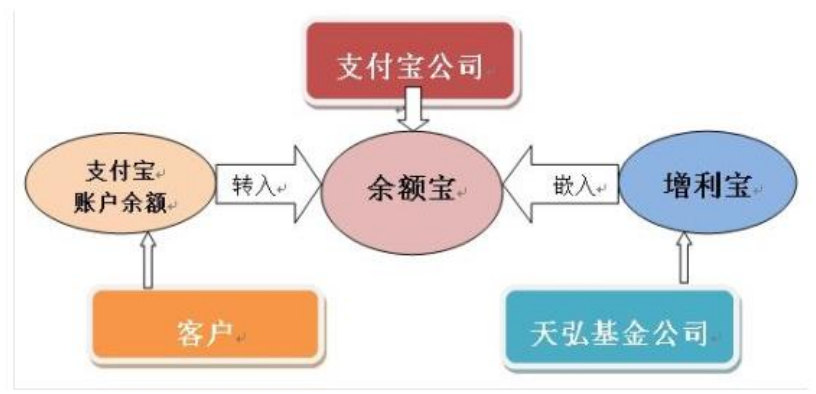 支付宝公司
支付宝
账户余额
转入
余额宝
嵌入
增利宝
客户
天弘基金公司